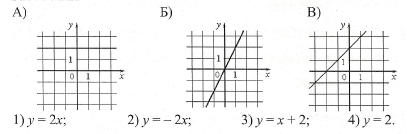 А) Б) В)
y y y
1 1 1
0 1 x 0 1 x 0 1 x
1) y = 2x; 2) y = – 2x; 3) y = x + 2; 4) y = 2.